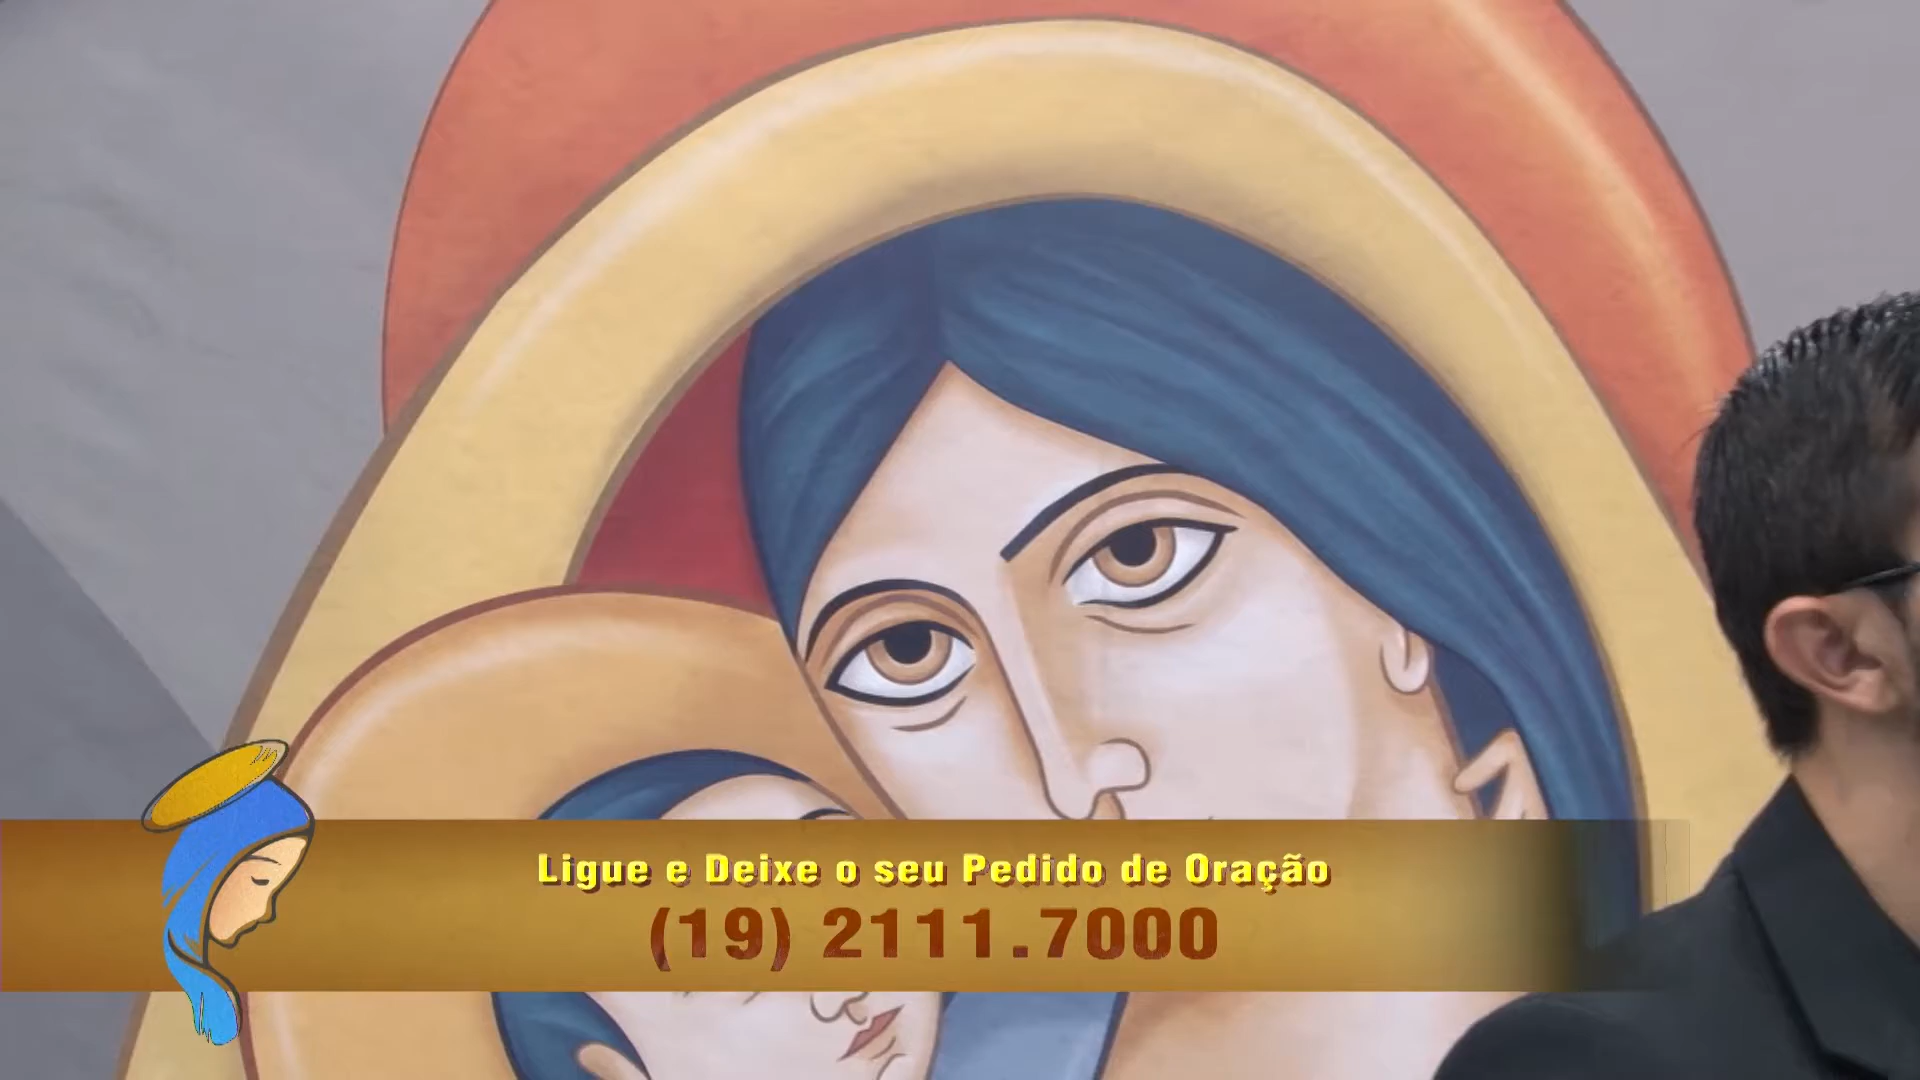 Ligue e Deixe o seu Pedido de Oração
(19) 2111.7000